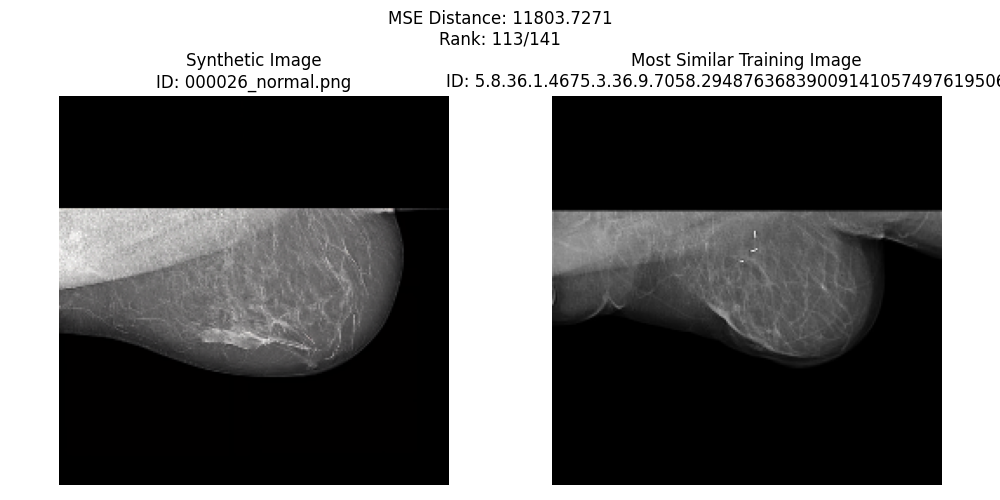 MSE Distance: 11803.7271
Rank: 113/141
Synthetic Image
ID: 000026_normal.png
Most Similar Training Image
ID: 5.8.36.1.4675.3.36.9.7058.29487636839009141057497619506